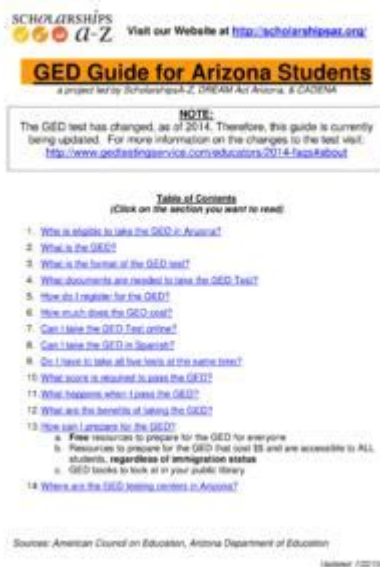 SCHOLARSHIPS
a-Z
Visit our Website at http://scholarshipsaz.org/
GED Guide for Arizona Students
a project led by ScholarshipsA-Z, DREAM Act Arizona, & CADENA
NOTE:
The GED test has changed, as of 2014. Therefore, this guide is currently
being updated. For more information on the changes to the test visit:
http://www.gedtestingservice.com/educators/2014-faqs#about
Table of Contents
(Click on the section you want to read)
1. Who is eligible to take the GED in Arizona?
2. What is the GED?
3. What is the format of the GED test?
4. What documents are needed to take the GED Test?
5. How do I register for the GED?
6. How much does the GED cost?
7. Can I take the GED Test online?
8. Can I take the GED in Spanish?
9. Do I have to take all five tests at the same time?
10. What score is required to pass the GED?
11. What happens when I pass the GED?
12. What are the benefits of taking the GED?
13. How can I prepare for the GED?
a. Free resources to prepare for the GED for everyone
b. Resources to prepare for the GED that cost $$ and are accessible to ALL
students, regardless of immigration status
c. GED books to look at in your public library
14. Where are the GED testing centers in Arizona?
Sources: American Council on Education, Arizona Department of Education
Updated